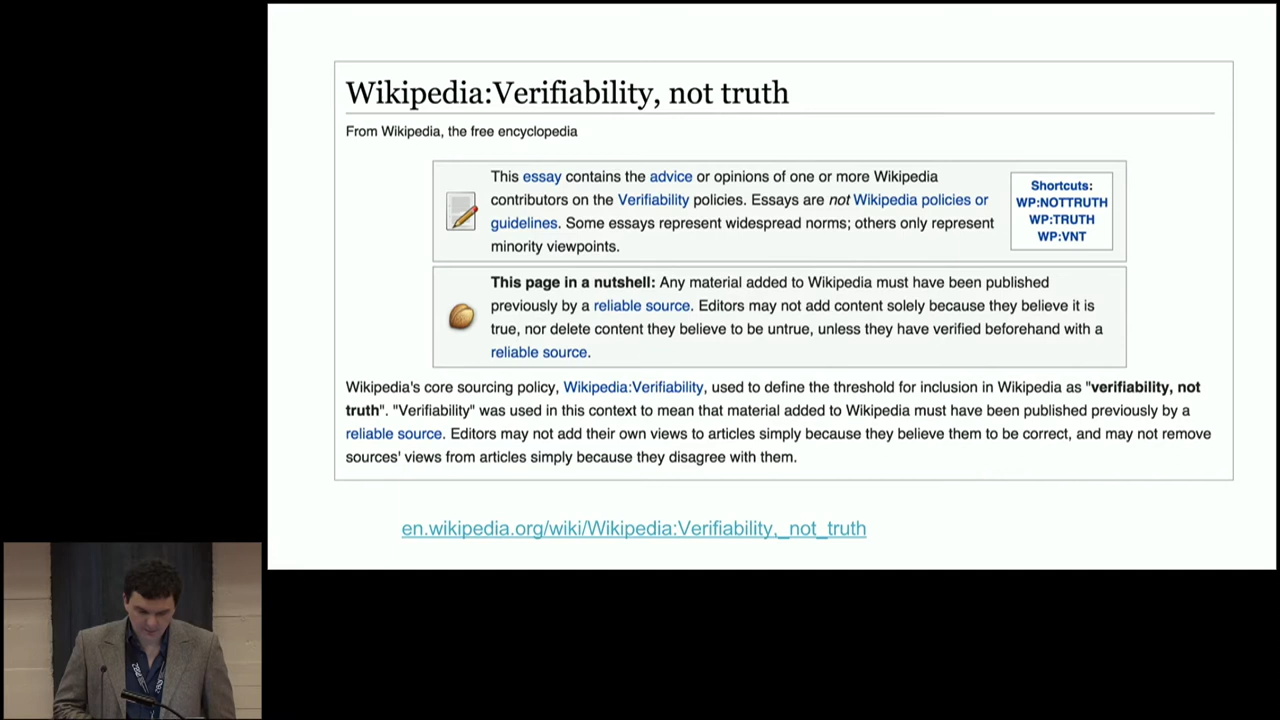 Wikipedia:Verifiability, not truth
From Wikipedia, the free encyclopedia
This essay contains the advice or opinions of one or more Wikipedia
contributors on the Verifiability policies. Essays are not Wikipedia policies or
guidelines. Some essays represent widespread norms; others only represent
minority viewpoints.
Shortcuts:
WP:NOTTRUTH
WP:TRUTH
WP:VNT
This page in a nutshell: Any material added to Wikipedia must have been published
previously by a reliable source. Editors may not add content solely because they believe it is
true, nor delete content they believe to be untrue, unless they have verified beforehand with a
reliable source.
Wikipedia's core sourcing policy, Wikipedia:Verifiability, used to define the threshold for inclusion in Wikipedia as "verifiability, not
truth". "Verifiability" was used in this context to mean that material added to Wikipedia must have been published previously by a
reliable source. Editors may not add their own views to articles simply because they believe them to be correct, and may not remove
sources' views from articles simply because they disagree with them.
en.wikipedia.org/wiki/Wikipedia:Verifiability,_not_truth